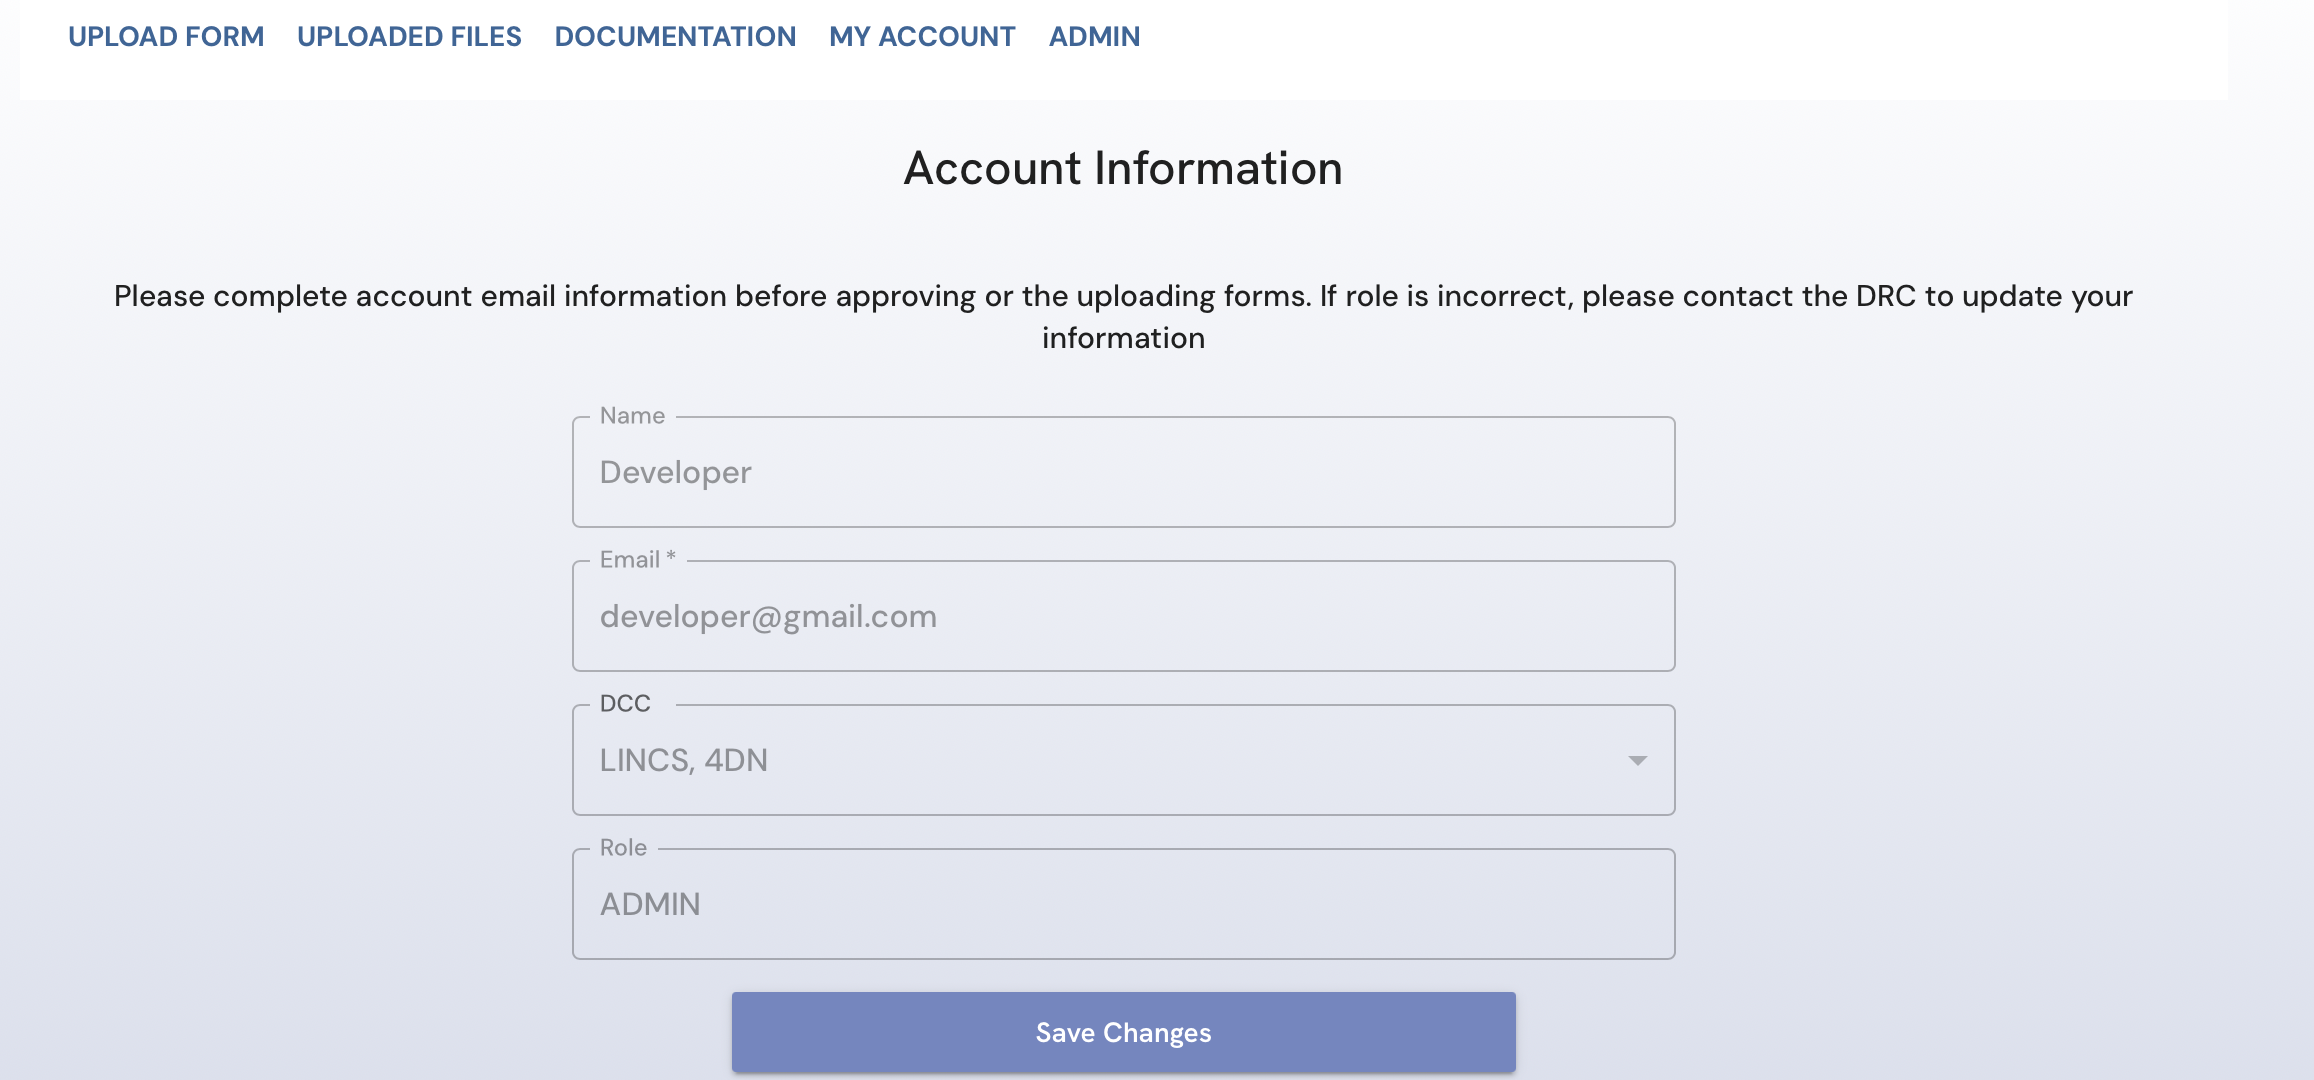 UPLOAD FORM UPLOADED FILES DOCUMENTATION MY ACCOUNT ADMIN
Account Information
Please complete account email information before approving or the uploading forms. If role is incorrect, please contact the DRC to update your
information
Name
Developer
Email *
developer@gmail.com
DCC
LINCS, 4DN
Role
ADMIN
Save Changes